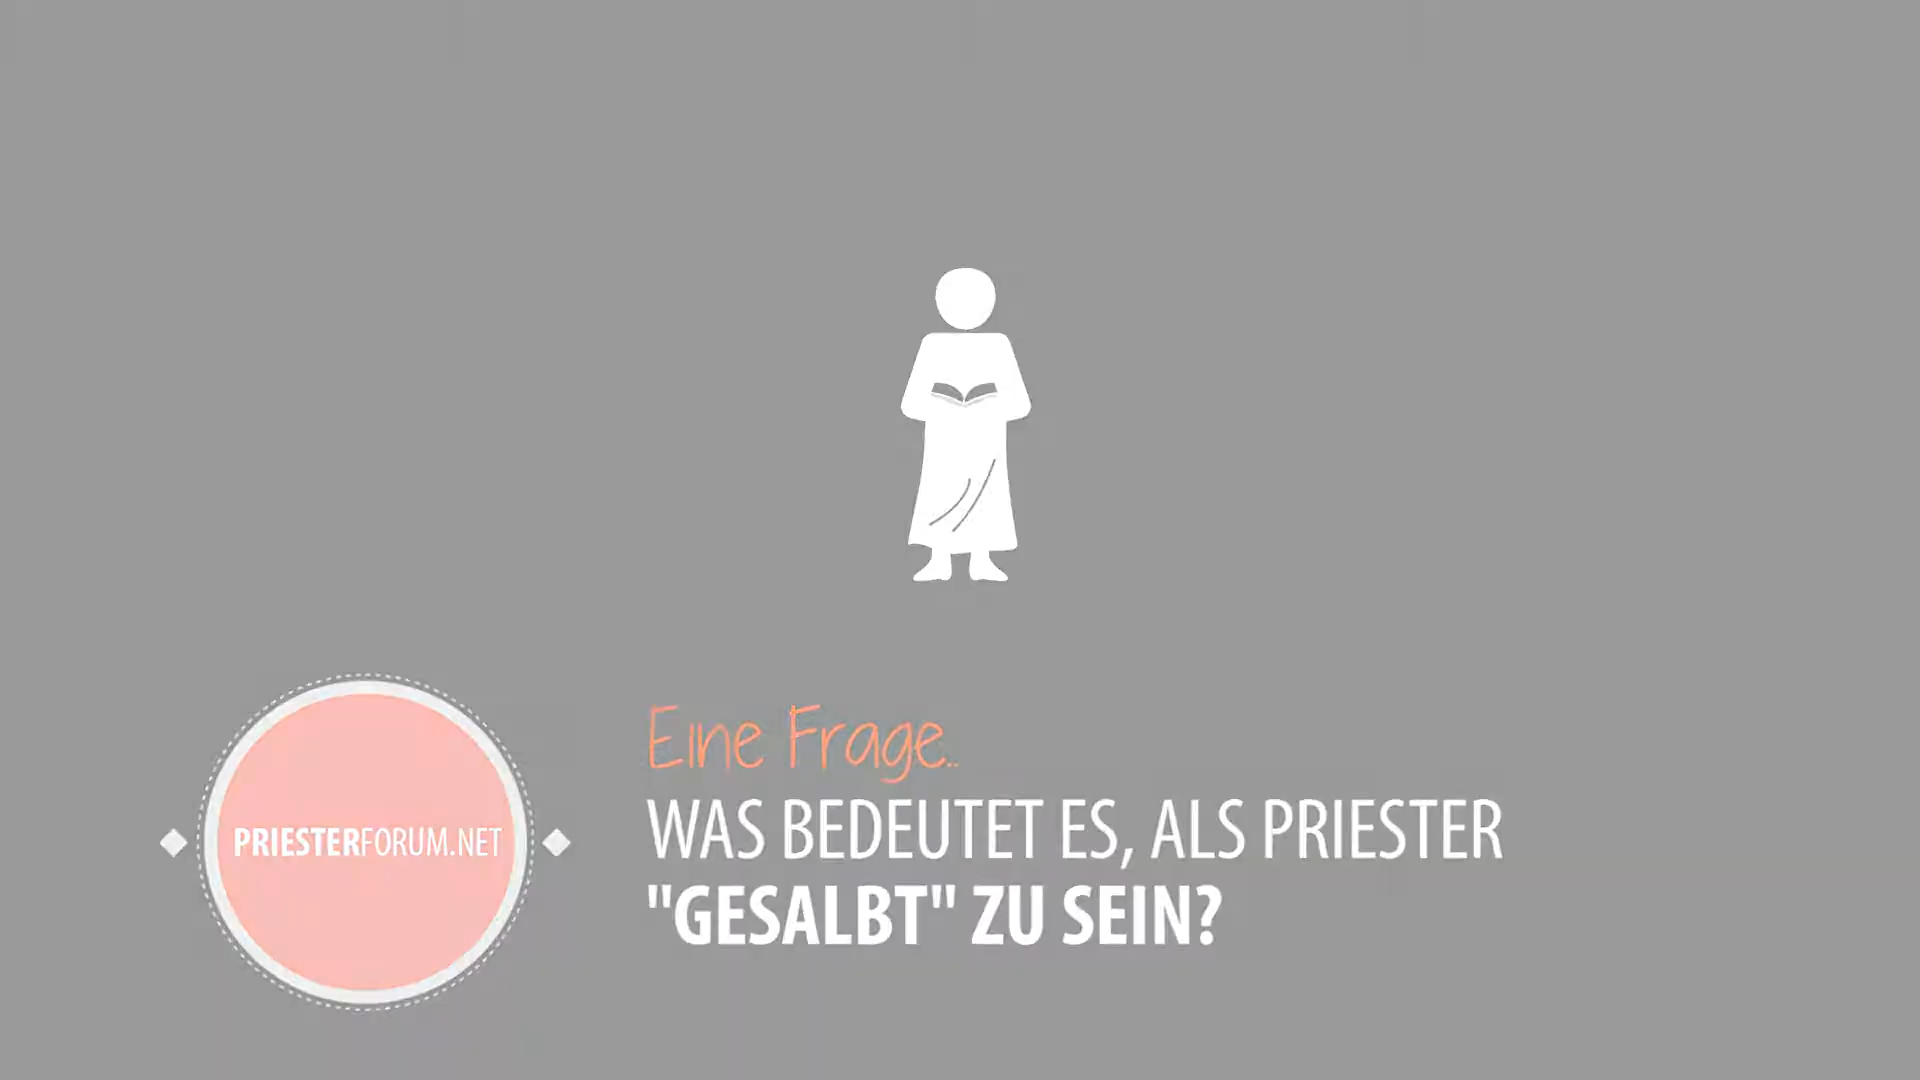 Eine Frage..
WAS BEDEUTET ES, ALS PRIESTER
"GESALBT" ZU SEIN?
PRIESTERFORUM.NET